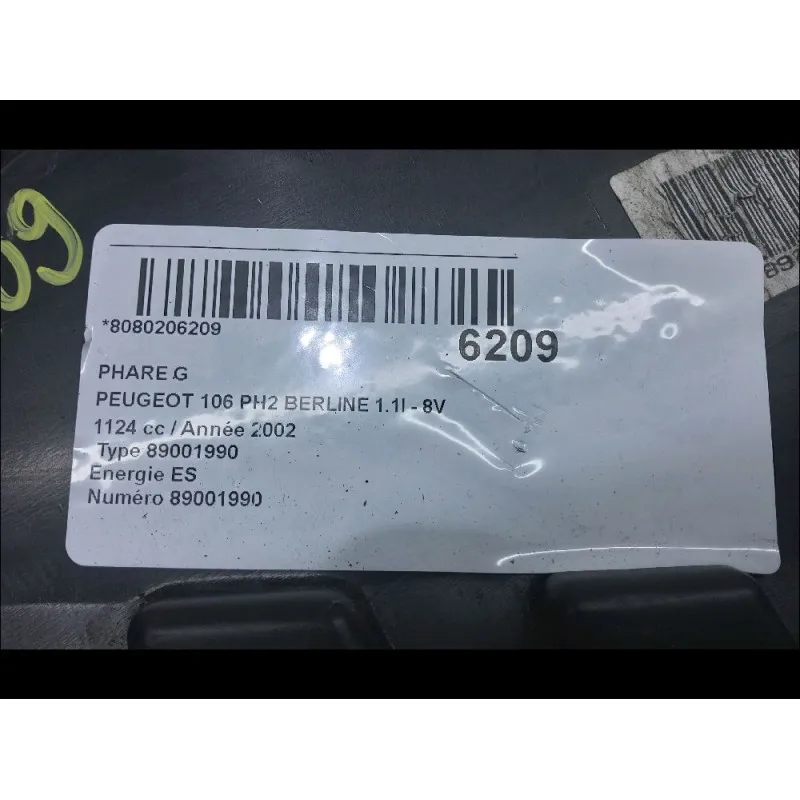 09
*8080206209
6209
PHARE G
PEUGEOT 106 PH2 BERLINE 1.1I - 8V
1124 cc / Année 2002
Type 89001990
Energie ES
Numéro 89001990